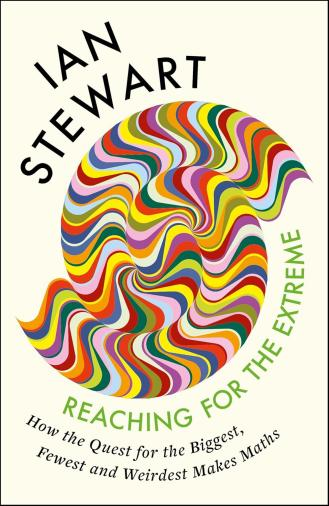 IAN
STEWART
REACHING FOR THE EXTREME
How the Quest for the Biggest,
Fewest and Weirdest Makes Maths